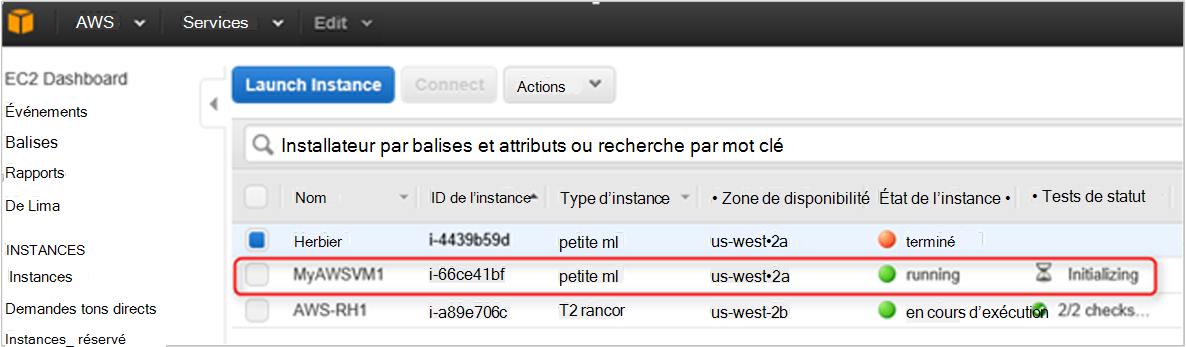 AWS Services Edit
EC2 Dashboard
Événements
Balises
Rapports
De Lima
INSTANCES
Instances
Demandes tons directs
Instances_ réservé
Launch Instance Connect Actions
Installateur par balises et attributs ou recherche par mot clé
Nom ID de l'instance Type d'instance • Zone de disponibilité État de l'instance • • Tests de statut
Herbier i-4439b59d petite ml us-west•2a terminé
MyAWSVM1 i-66ce41bf petite ml us-west•2a running Initializing
AWS-RH1 i-a89e706c T2 rancor us-west-2b en cours d'exécution 2/2 checks...